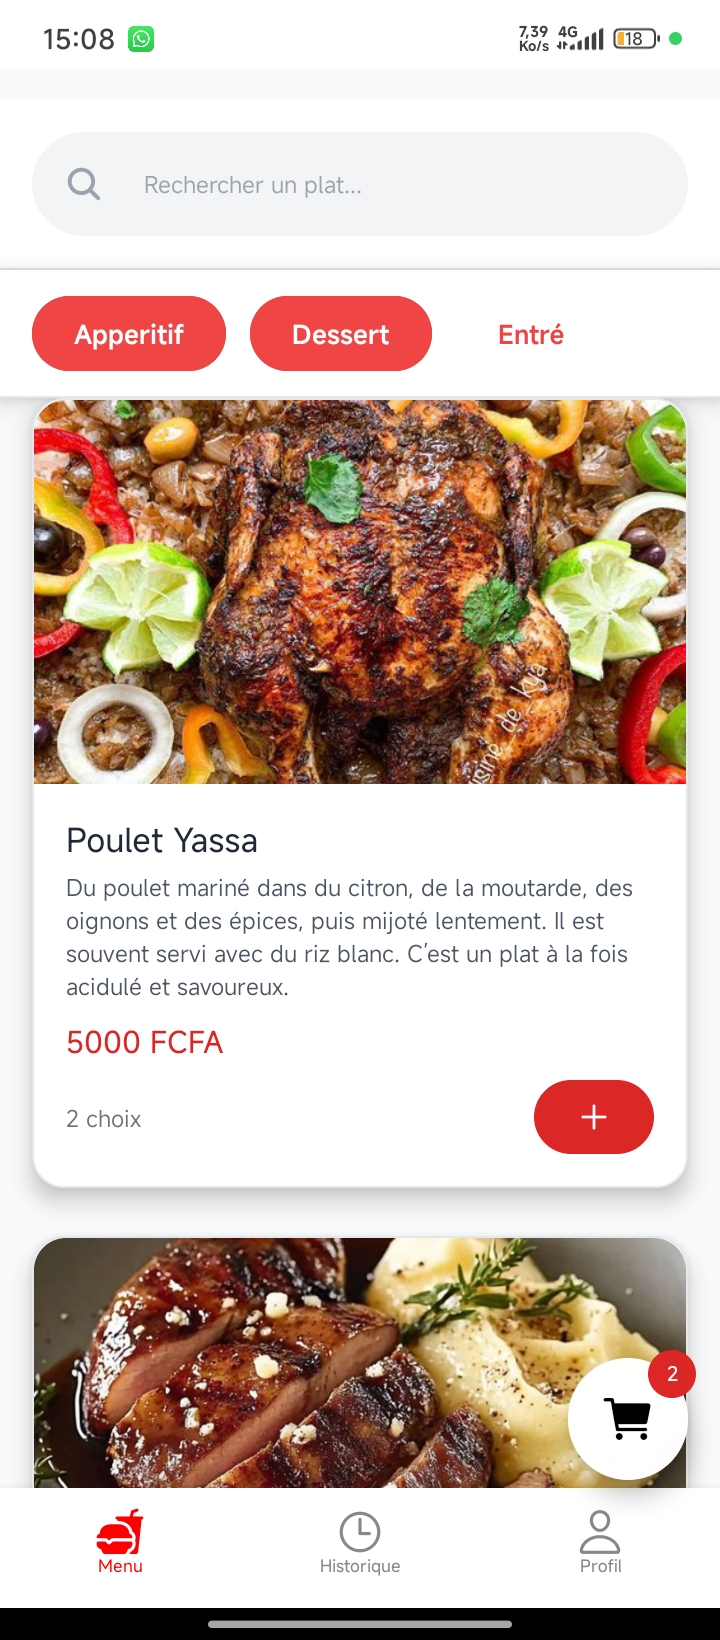 15:08
7,39
Ko/s
4G
18
Rechercher un plat...
Apperitif
Dessert
Entré
de_kya
Poulet Yassa
Du poulet mariné dans du citron, de la moutarde, des
oignons et des épices, puis mijoté lentement. Il est
souvent servi avec du riz blanc. C’est un plat à la fois
acidulé et savoureux.
5000 FCFA
2 choix
2
Menu
Historique
Profil